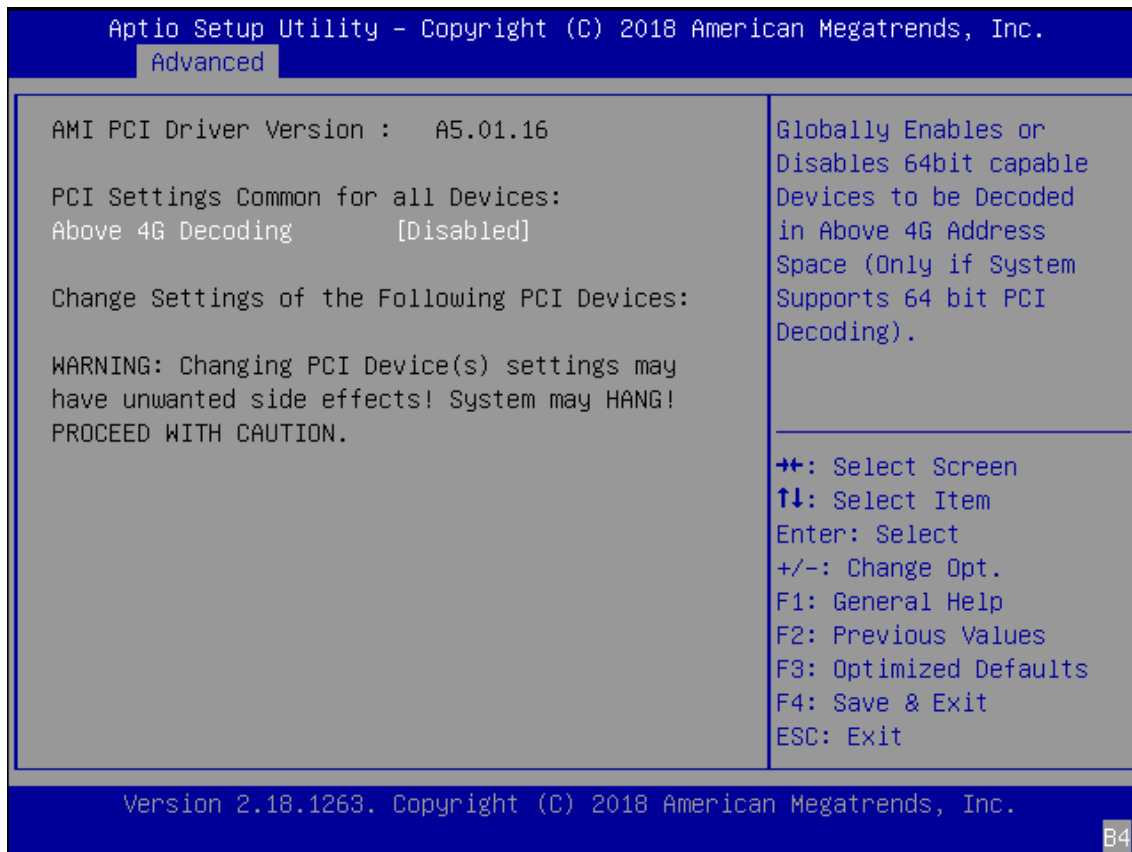 Aptio Setup Utility – Copyright (C) 2018 American Megatrends, Inc.
Advanced
AMI PCI Driver Version :    A5.01.16
PCI Settings Common for all Devices:
Above 4G Decoding    [Disabled]
Change Settings of the Following PCI Devices:
WARNING: Changing PCI Device(s) settings may
have unwanted side effects! System may HANG!
PROCEED WITH CAUTION.
Globally Enables or
Disables 64bit capable
Devices to be Decoded
in Above 4G Address
Space (Only if System
Supports 64 bit PCI
Decoding).
→←: Select Screen
↑↓: Select Item
Enter: Select
+/-: Change Opt.
F1: General Help
F2: Previous Values
F3: Optimized Defaults
F4: Save & Exit
ESC: Exit
Version 2.18.1263. Copyright (C) 2018 American Megatrends, Inc.
B4